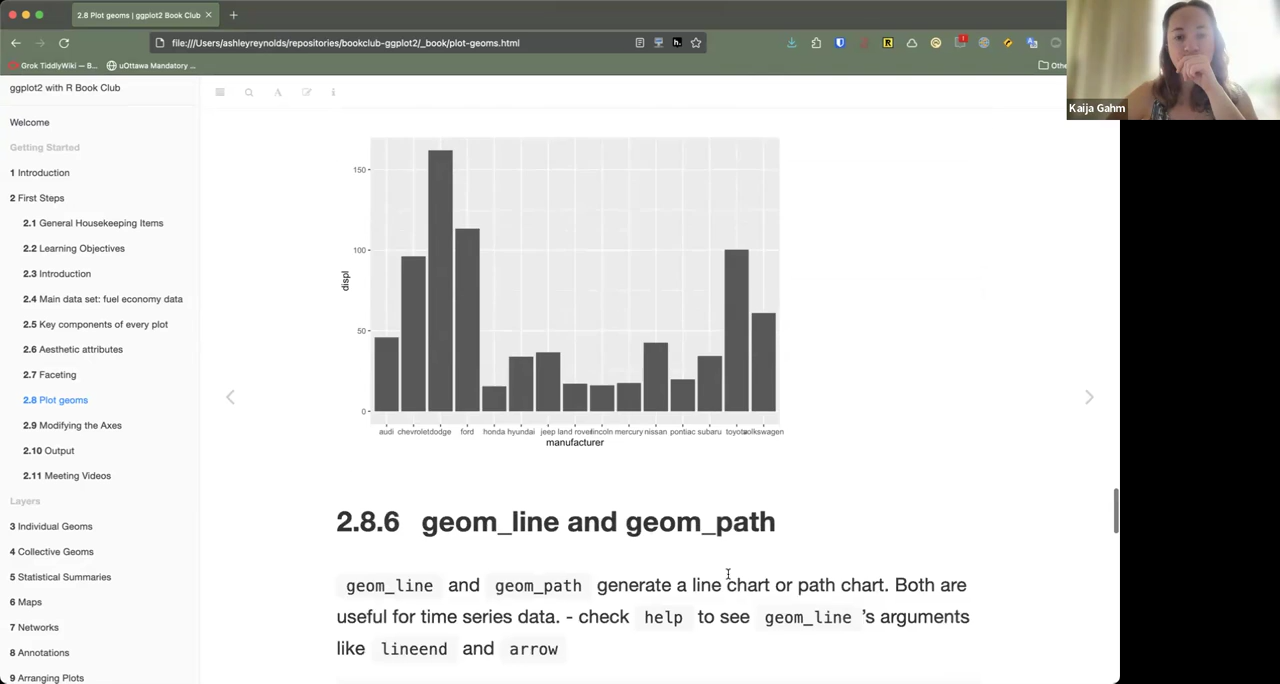 2.8 Plot geoms | ggplot2 Book Club
file:///Users/ashleyreynolds/repositories/bookclub-ggplot2/_book/plot-geoms.html
Grok TiddlyWiki — B...
uOttawa Mandatory ...
Kaija Gahm
ggplot2 with R Book Club
Welcome
Getting Started
1 Introduction
2 First Steps
2.1 General Housekeeping Items
2.2 Learning Objectives
2.3 Introduction
2.4 Main data set: fuel economy data
2.5 Key components of every plot
2.6 Aesthetic attributes
2.7 Faceting
2.8 Plot geoms
2.9 Modifying the Axes
2.10 Output
2.11 Meeting Videos
Layers
3 Individual Geoms
4 Collective Geoms
5 Statistical Summaries
6 Maps
7 Networks
8 Annotations
9 Arranging Plots
150
100
50
0
displ
audi chevrolet dodge ford honda hyundai jeep land rover lincoln mercury nissan pontiac subaru toyota volkswagen
manufacturer
2.8.6 geom_line and geom_path
geom_line and geom_path generate a line chart or path chart. Both are
useful for time series data. - check help to see geom_line 's arguments
like lineend and arrow